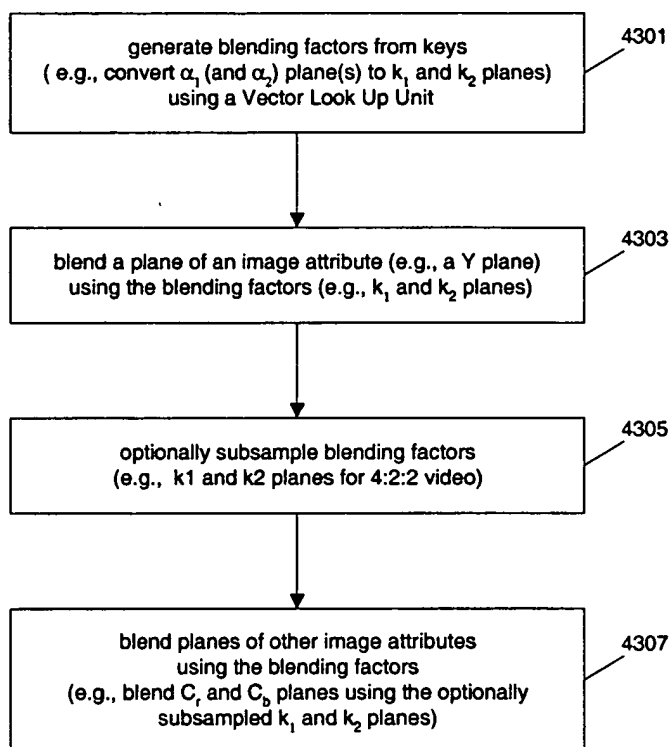 generate blending factors from keys
( e.g., convert α₁ (and α₂) plane(s) to k₁ and k₂ planes)
using a Vector Look Up Unit
4301
blend a plane of an image attribute (e.g., a Y plane)
using the blending factors (e.g., k₁ and k₂ planes)
4303
optionally subsample blending factors
(e.g., k1 and k2 planes for 4:2:2 video)
4305
blend planes of other image attributes
using the blending factors
(e.g., blend Cᵣ and C_b planes using the optionally
subsampled k₁ and k₂ planes)
4307